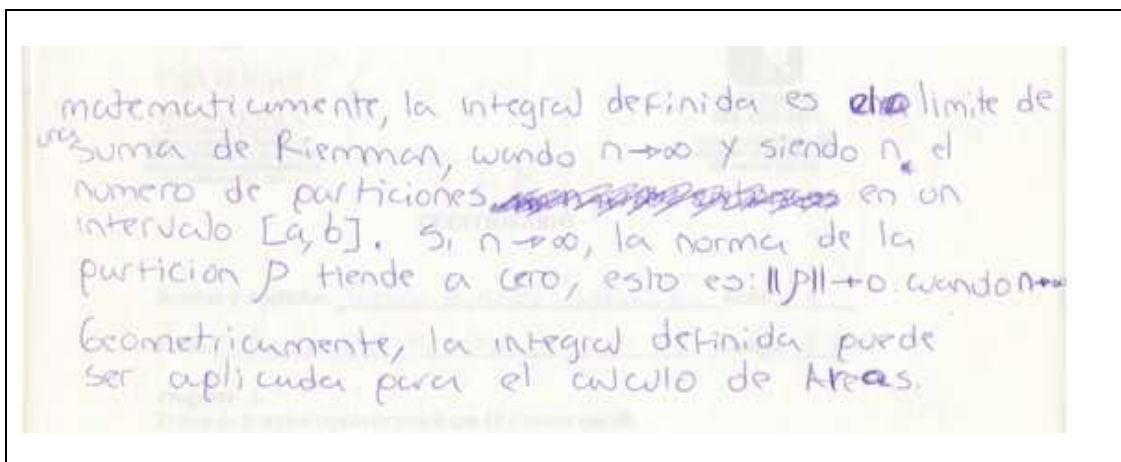 matematicamente, la integral definida es el limite de
una suma de Riemman, cuando n→∞ y siendo n, el
numero de particiones en un
intervalo [a,b]. Si n→∞, la norma de la
particion P tiende a cero, esto es: ||P||→0 cuando n→∞
Geometricamente, la integral definida puede
ser aplicada para el calculo de Areas.